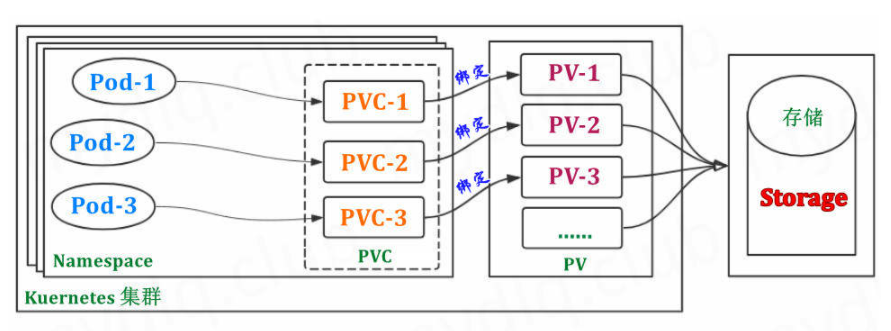 Pod-1
Pod-2
Pod-3
PVC-1
PVC-2
PVC-3
PVC
绑定
绑定
绑定
PV-1
PV-2
PV-3
......
PV
存储
Storage
Namespace
Kuernetes 集群